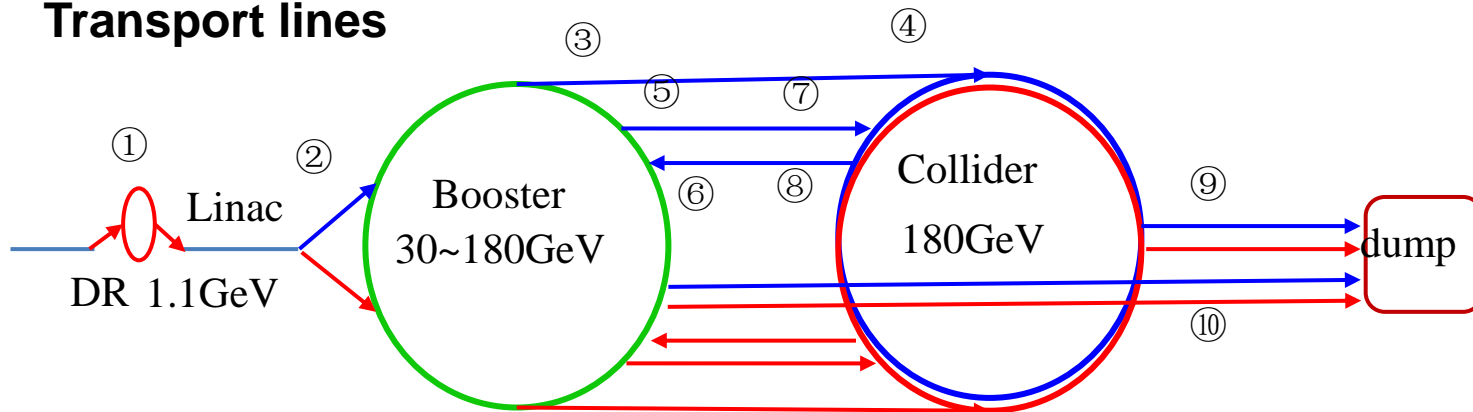 Transport lines
③
④
⑤
⑦
①
②
Linac
DR 1.1GeV
Booster
30~180GeV
⑥
⑧
Collider
180GeV
⑨
dump
⑩